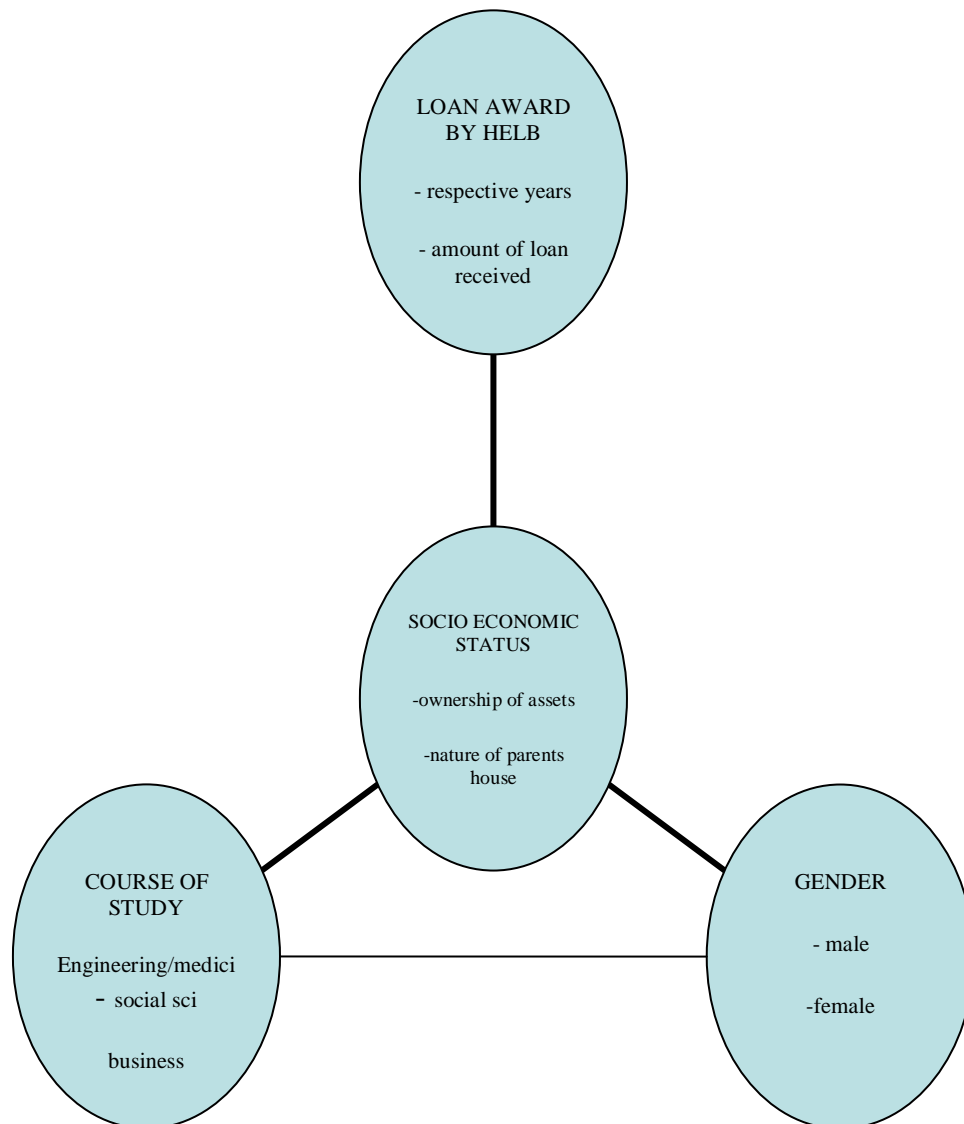 LOAN AWARD
BY HELB
- respective years
- amount of loan
received
SOCIO ECONOMIC
STATUS
-ownership of assets
-nature of parents
house
COURSE OF
STUDY
Engineering/medici
- social sci
business
GENDER
- male
-female